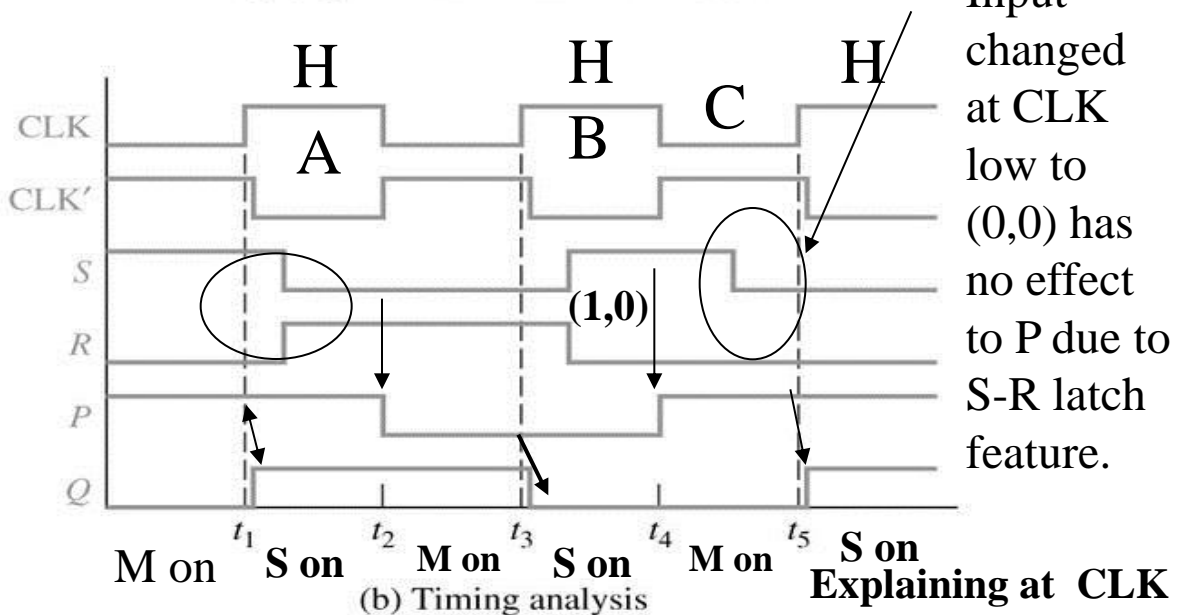 Input
changed
at CLK
low to
(0,0) has
no effect
to P due to
S-R latch
feature.
H H H
C
CLK
A B
CLK′
S
(1,0)
R
P
Q
t1 t2 t3 t4 t5
M on S on M on S on M on S on
(b) Timing analysis
Explaining at CLK